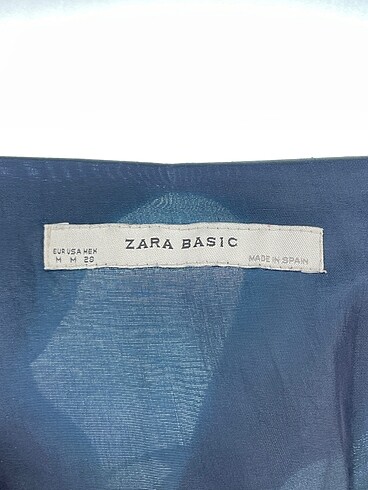 ZARA BASIC
EUR USA MEX
M M 28
MADE IN SPAIN